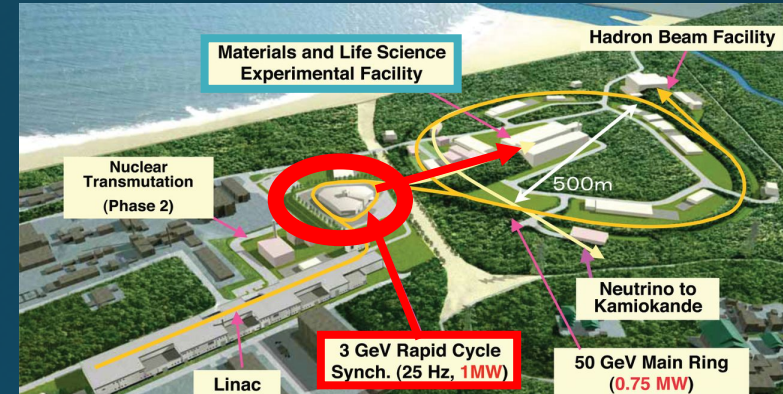 Hadron Beam Facility
Materials and Life Science
Experimental Facility
Nuclear
Transmutation
(Phase 2)
500m
Neutrino to
Kamiokande
3 GeV Rapid Cycle
Synch. (25 Hz, 1MW)
50 GeV Main Ring
(0.75 MW)
Linac